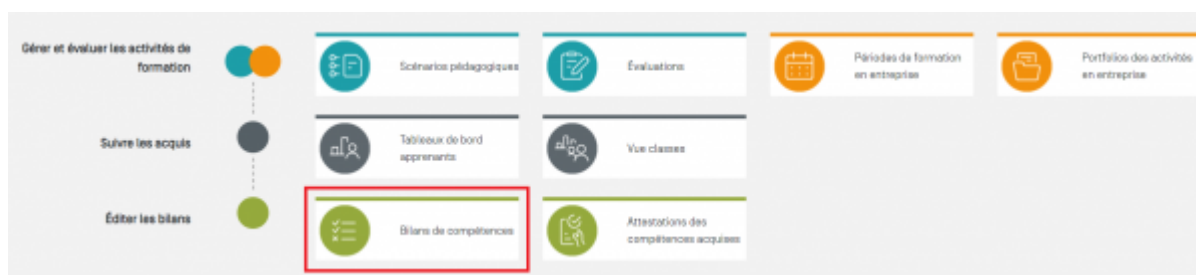 Gérer et évaluer les activités de
formation
Scénarios pédagogiques
Évaluations
Périodes de formation
en entreprise
Portfolios des activités
en entreprise
Suivre les acquis
Tableaux de bord
apprenants
Vue classes
Éditer les bilans
Bilans de compétences
Attestations des
compétences acquises